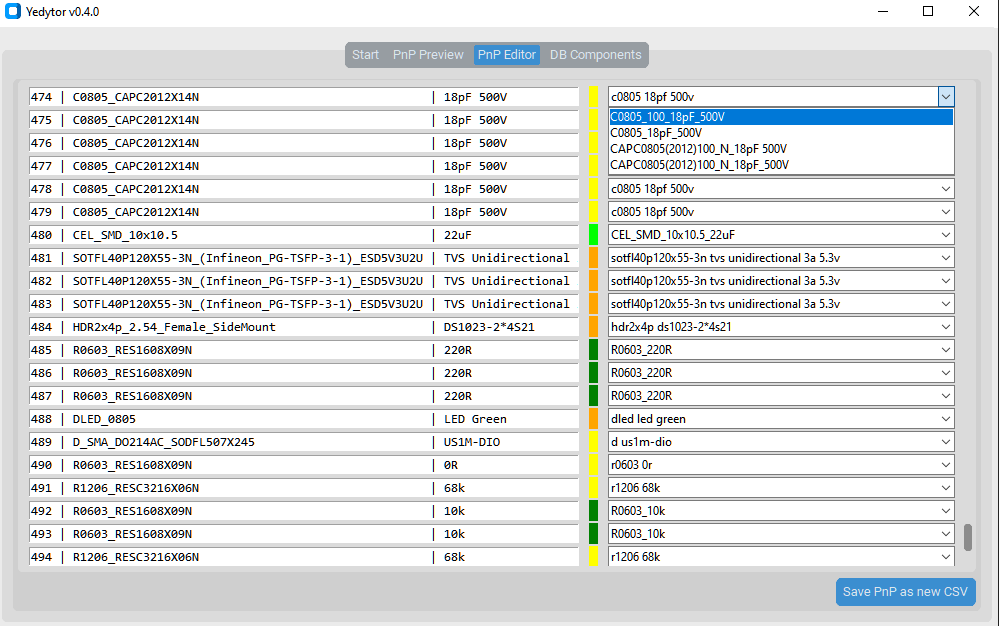 Yedytor v0.4.0
Start PnP Preview PnP Editor DB Components
474 | C0805_CAPC2012X14N | 18pF 500V c0805 18pf 500v
C0805_100_18pF_500V
475 | C0805_CAPC2012X14N | 18pF 500V
C0805_18pF_500V
476 | C0805_CAPC2012X14N | 18pF 500V
CAPC0805(2012)100_N_18pF 500V
477 | C0805_CAPC2012X14N | 18pF 500V
CAPC0805(2012)100_N_18pF_500V
478 | C0805_CAPC2012X14N | 18pF 500V c0805 18pf 500v
479 | C0805_CAPC2012X14N | 18pF 500V c0805 18pf 500v
480 | CEL_SMD_10x10.5 | 22uF CEL_SMD_10x10.5_22uF
481 | SOTFL40P120X55-3N_(Infineon_PG-TSFP-3-1)_ESD5V3U2U | TVS Unidirectional sotfl40p120x55-3n tvs unidirectional 3a 5.3v
482 | SOTFL40P120X55-3N_(Infineon_PG-TSFP-3-1)_ESD5V3U2U | TVS Unidirectional sotfl40p120x55-3n tvs unidirectional 3a 5.3v
483 | SOTFL40P120X55-3N_(Infineon_PG-TSFP-3-1)_ESD5V3U2U | TVS Unidirectional sotfl40p120x55-3n tvs unidirectional 3a 5.3v
484 | HDR2x4p_2.54_Female_SideMount | DS1023-2*4S21 hdr2x4p ds1023-2*4s21
485 | R0603_RES1608X09N | 220R R0603_220R
486 | R0603_RES1608X09N | 220R R0603_220R
487 | R0603_RES1608X09N | 220R R0603_220R
488 | DLED_0805 | LED Green dled led green
489 | D_SMA_DO214AC_SODFL507X245 | US1M-DIO d us1m-dio
490 | R0603_RES1608X09N | 0R r0603 0r
491 | R1206_RESC3216X06N | 68k r1206 68k
492 | R0603_RES1608X09N | 10k R0603_10k
493 | R0603_RES1608X09N | 10k R0603_10k
494 | R1206_RESC3216X06N | 68k r1206 68k
Save PnP as new CSV